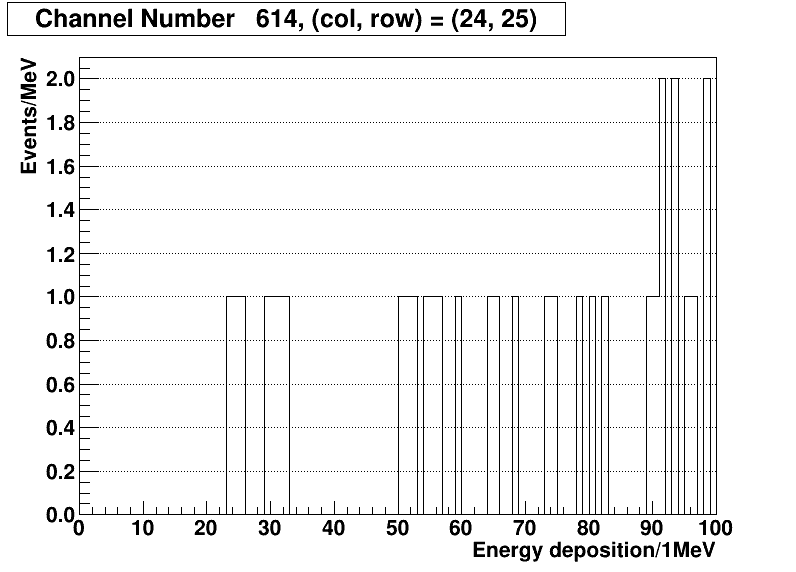 Channel Number   614, (col, row) = (24, 25)
Events/MeV
2.0
1.8
1.6
1.4
1.2
1.0
0.8
0.6
0.4
0.2
0.0
0 10 20 30 40 50 60 70 80 90 100
Energy deposition/1MeV